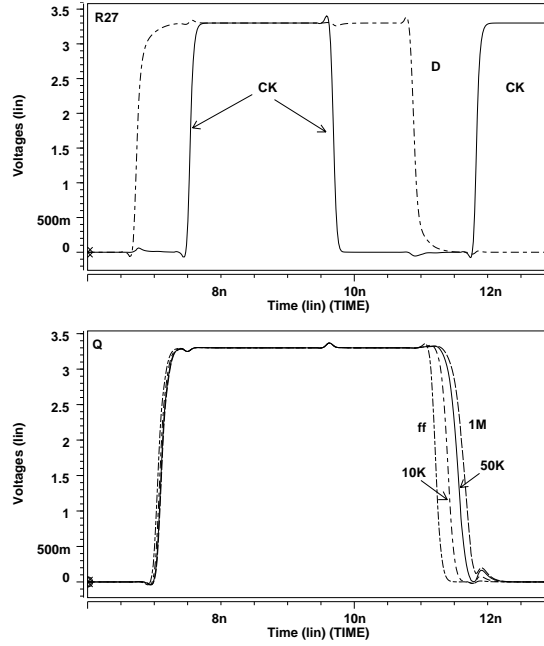 R27
Voltages (lin)
3.5
3
2.5
2
1.5
1
500m
0
CK
D
CK
8n
10n
12n
Time (lin) (TIME)
Q
Voltages (lin)
3.5
3
2.5
2
1.5
1
500m
0
ff
1M
10K
50K
8n
10n
12n
Time (lin) (TIME)